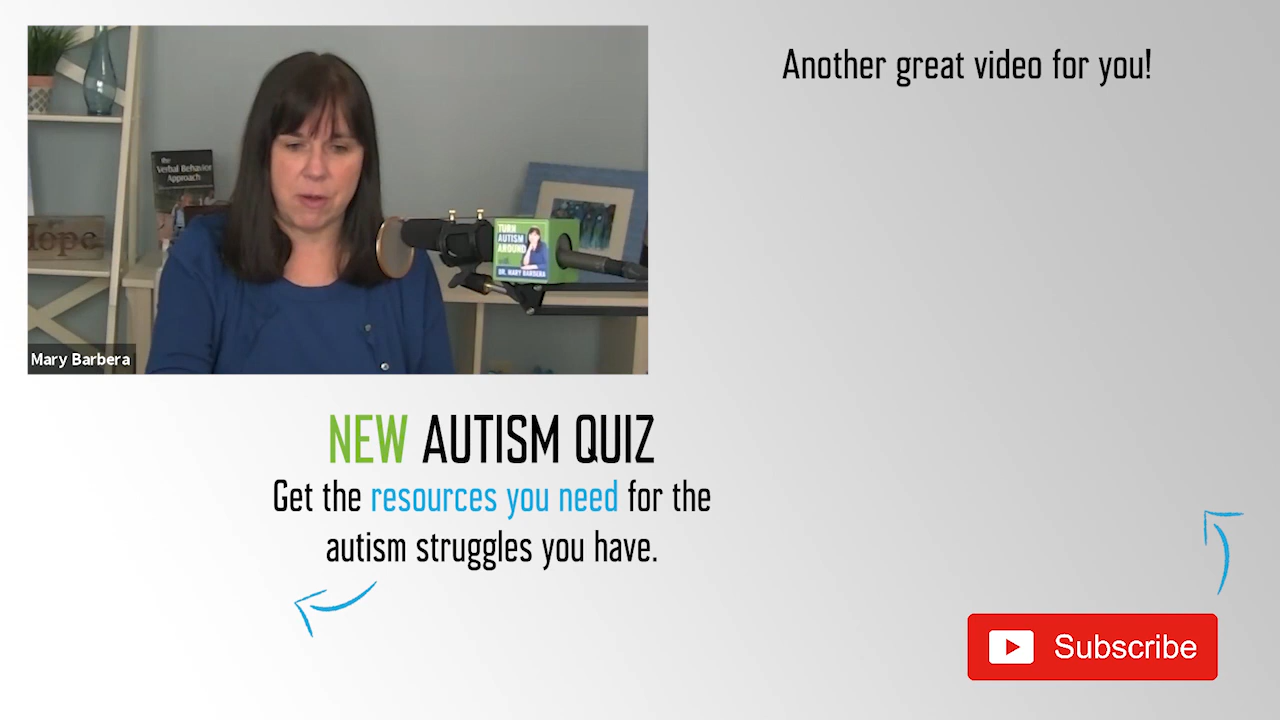 Another great video for you!
the
Verbal Behavior
Approach
Hope
TURN
AUTISM
AROUND
DR. MARY BARBERA
Mary Barbera
NEW AUTISM QUIZ
Get the resources you need for the
autism struggles you have.
Subscribe